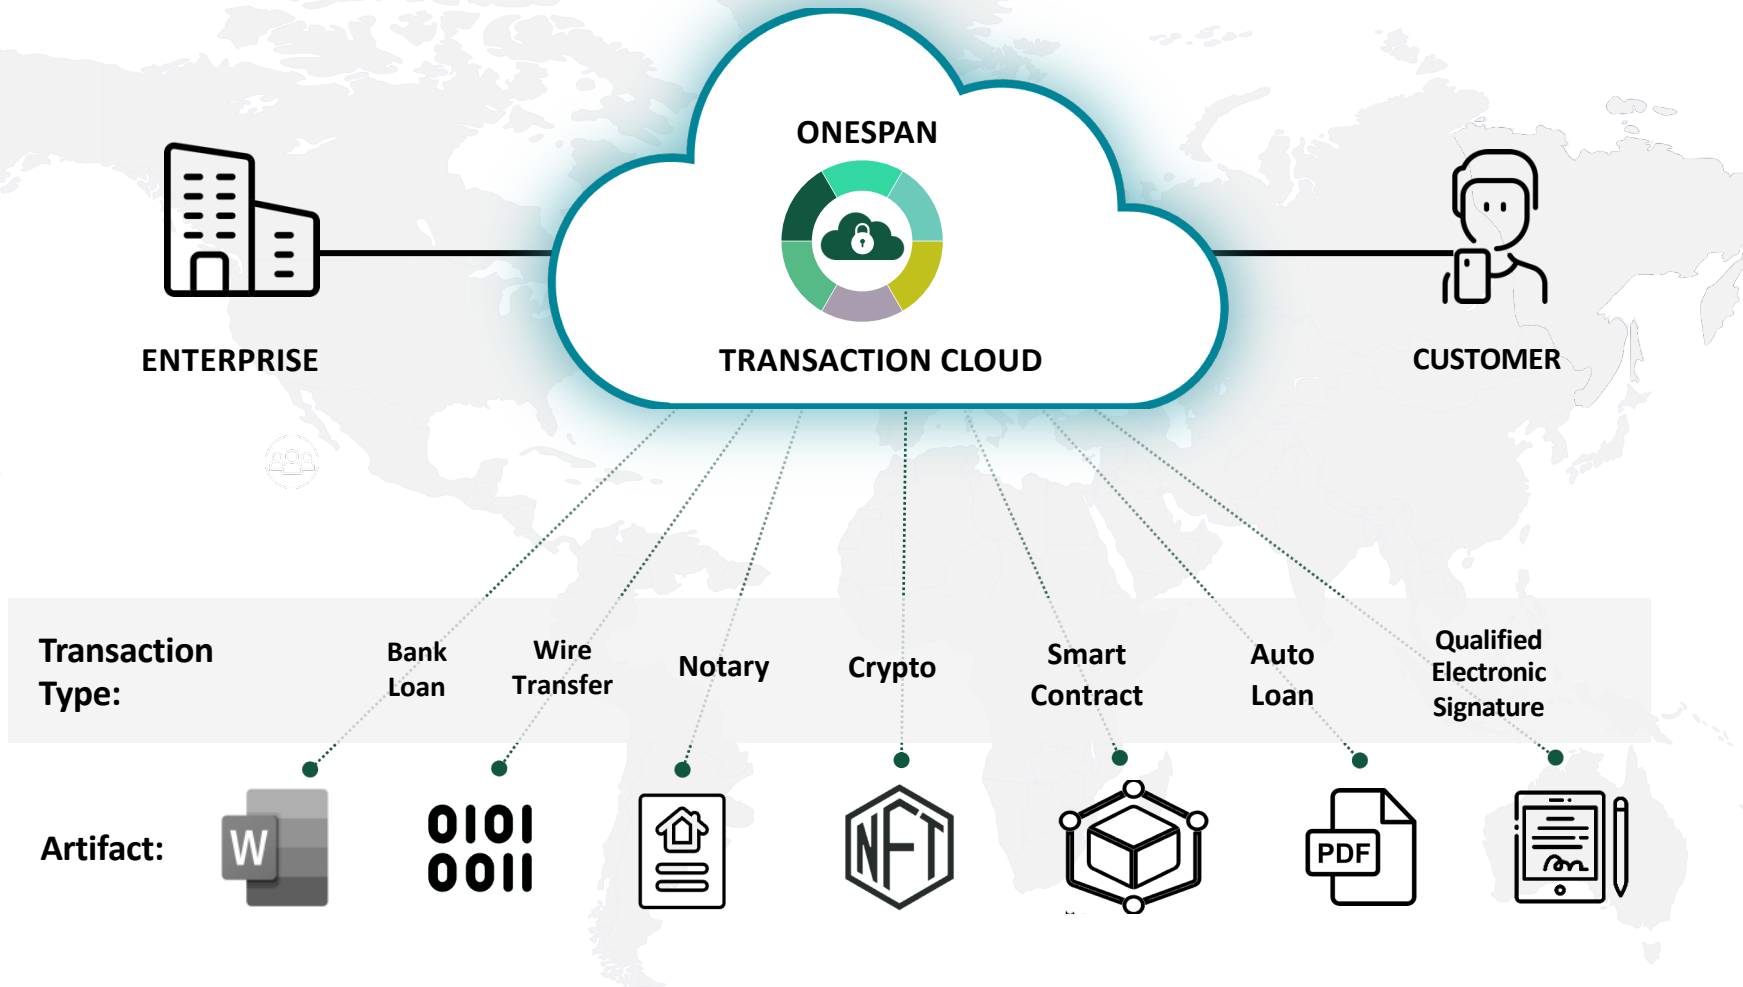 ONESPAN
TRANSACTION CLOUD
ENTERPRISE
CUSTOMER
Transaction
Type:
Bank
Loan
Wire
Transfer
Notary
Crypto
Smart
Contract
Auto
Loan
Qualified
Electronic
Signature
Artifact:
W
0101
0011
NFT
PDF